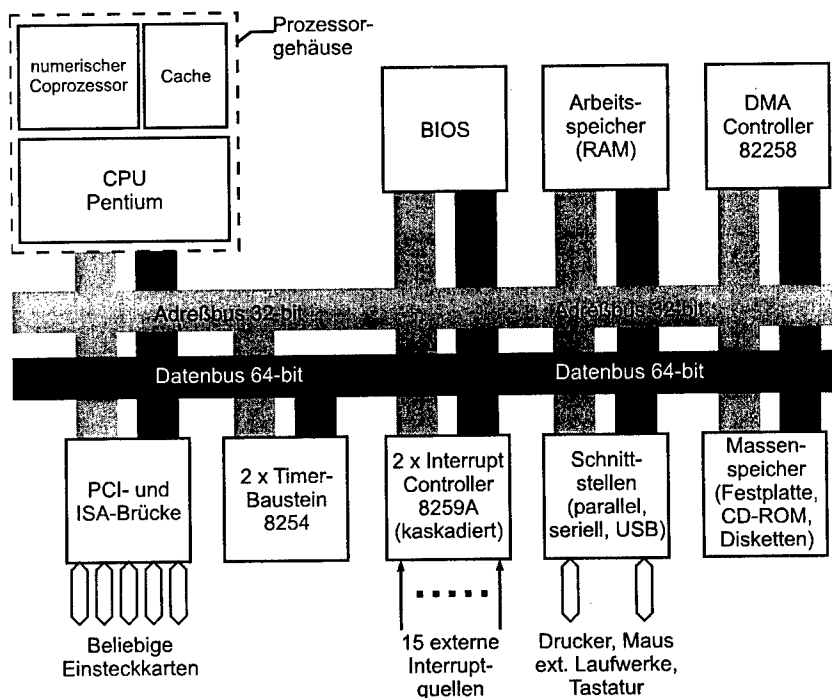 Prozessor-
gehäuse
numerischer
Coprozessor
Cache
CPU
Pentium
BIOS
Arbeits-
speicher
(RAM)
DMA
Controller
82258
Adreßbus 32-bit
Adreßbus 32-bit
Datenbus 64-bit
Datenbus 64-bit
PCI- und
ISA-Brücke
2 x Timer-
Baustein
8254
2 x Interrupt
Controller
8259A
(kaskadiert)
Schnitt-
stellen
(parallel,
seriell, USB)
Massen-
speicher
(Festplatte,
CD-ROM,
Disketten)
Beliebige
Einsteckkarten
15 externe
Interrupt-
quellen
Drucker, Maus
ext. Laufwerke,
Tastatur